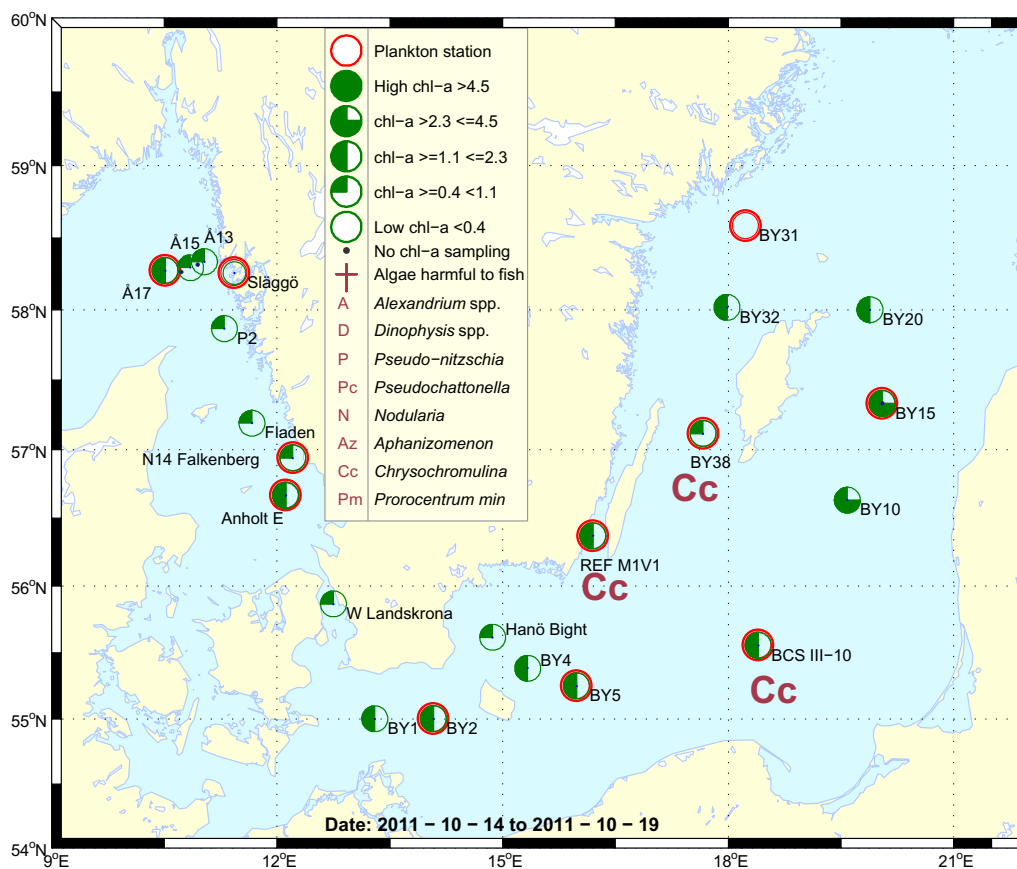 60°N
59°N
58°N
57°N
56°N
55°N
54°N
9°E
12°E
15°E
18°E
21°E
Plankton station
High chl−a >4.5
chl−a >2.3 <=4.5
chl−a >=1.1 <=2.3
chl−a >=0.4 <1.1
Low chl−a <0.4
No chl−a sampling
Algae harmful to fish
A Alexandrium spp.
D Dinophysis spp.
P Pseudo−nitzschia
Pc Pseudochattonella
N Nodularia
Az Aphanizomenon
Cc Chrysochromulina
Pm Prorocentrum min
Å15
Å13
Å17
Släggö
P2
Fladen
N14 Falkenberg
Anholt E
W Landskrona
Hanö Bight
BY4
BY5
BY1
BY2
BY31
BY32
BY20
BY15
BY38
Cc
BY10
REF M1V1
Cc
BCS III−10
Cc
Date: 2011 − 10 − 14 to 2011 − 10 − 19